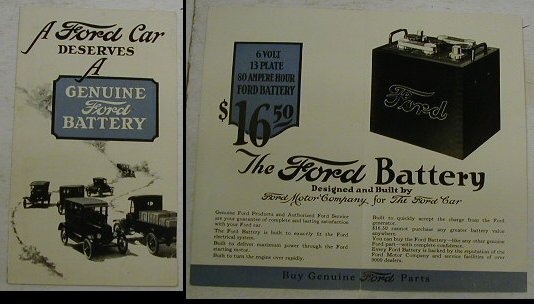 A Ford Car
DESERVES
A
GENUINE
Ford
BATTERY
6 VOLT
13 PLATE
80 AMPERE HOUR
FORD BATTERY
$16.50
Ford
The Ford Battery
Designed and Built by
Ford Motor Company, for The Ford Car
Genuine Ford Products and Authorized Ford Service
are your guarantee of complete and lasting satisfaction
with your Ford car.
The Ford Battery is built to exactly fit the Ford
electrical system.
Built to deliver maximum power through the Ford
starting motor.
Built to turn the engine over rapidly.
Built to quickly accept the charge from the Ford
generator.
$16.50 cannot purchase any greater battery value
anywhere.
You can buy the Ford Battery—like any other genuine
Ford part—with complete confidence.
Every Ford Battery is backed by the reputation of the
Ford Motor Company and service facilities of over
9000 dealers.
Buy Genuine Ford Parts